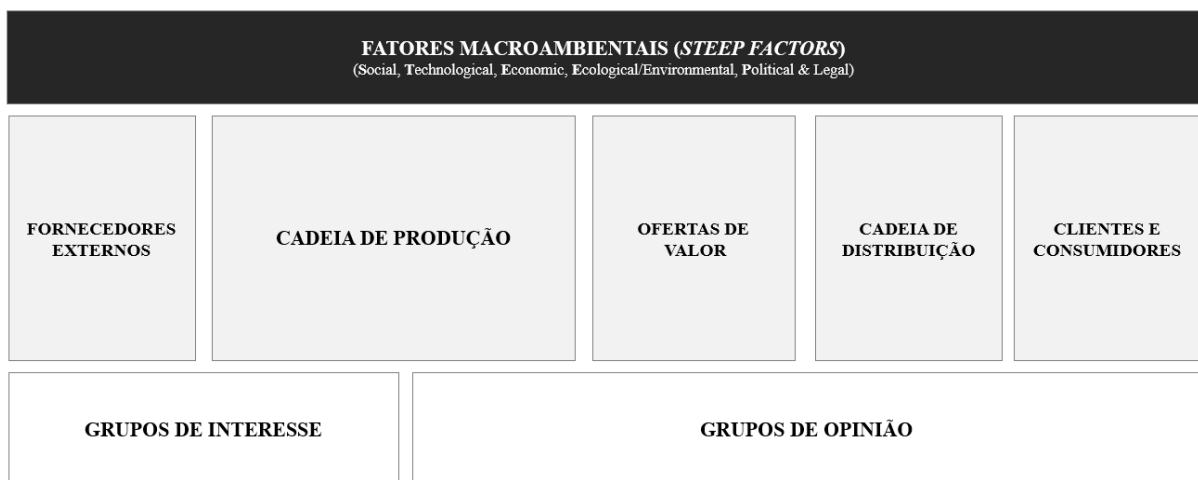 FATORES MACROAMBIENTAIS (STEEP FACTORS)
(Social, Technological, Economic, Ecological/Environmental, Political & Legal)
FORNECEDORES
EXTERNOS
CADEIA DE PRODUÇÃO
OFERTAS DE
VALOR
CADEIA DE
DISTRIBUIÇÃO
CLIENTES E
CONSUMIDORES
GRUPOS DE INTERESSE
GRUPOS DE OPINIÃO